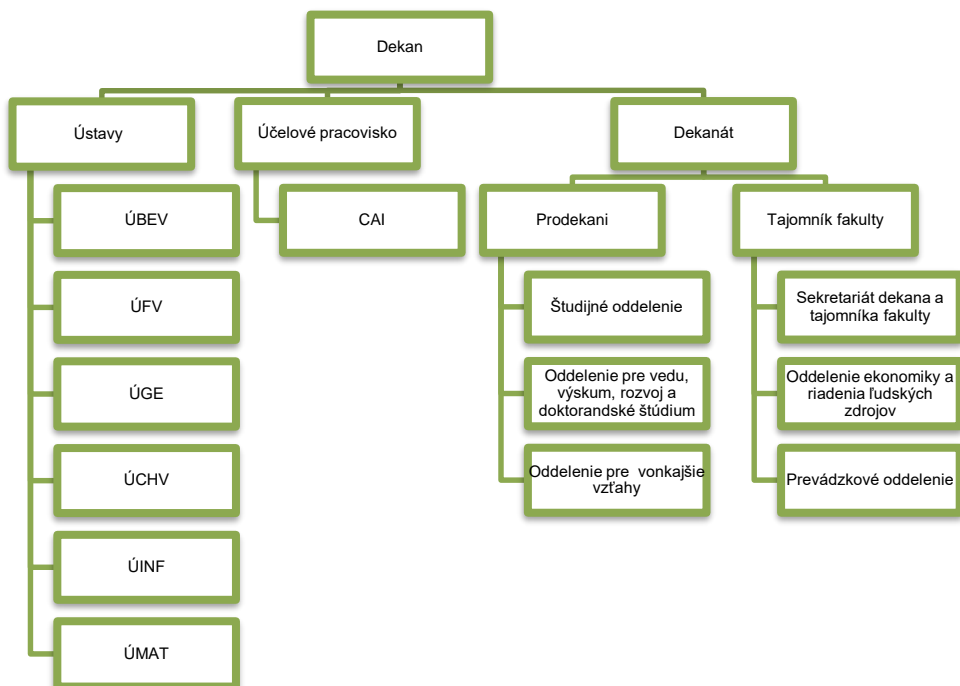 Dekan
Ústavy
Účelové pracovisko
Dekanát
ÚBEV
CAI
Prodekani
Tajomník fakulty
ÚFV
Študijné oddelenie
Sekretariát dekana a
tajomníka fakulty
ÚGE
Oddelenie pre vedu,
výskum, rozvoj a
doktorandské štúdium
Oddelenie ekonomiky a
riadenia ľudských
zdrojov
ÚCHV
Oddelenie pre vonkajšie
vzťahy
Prevádzkové oddelenie
ÚINF
ÚMAT